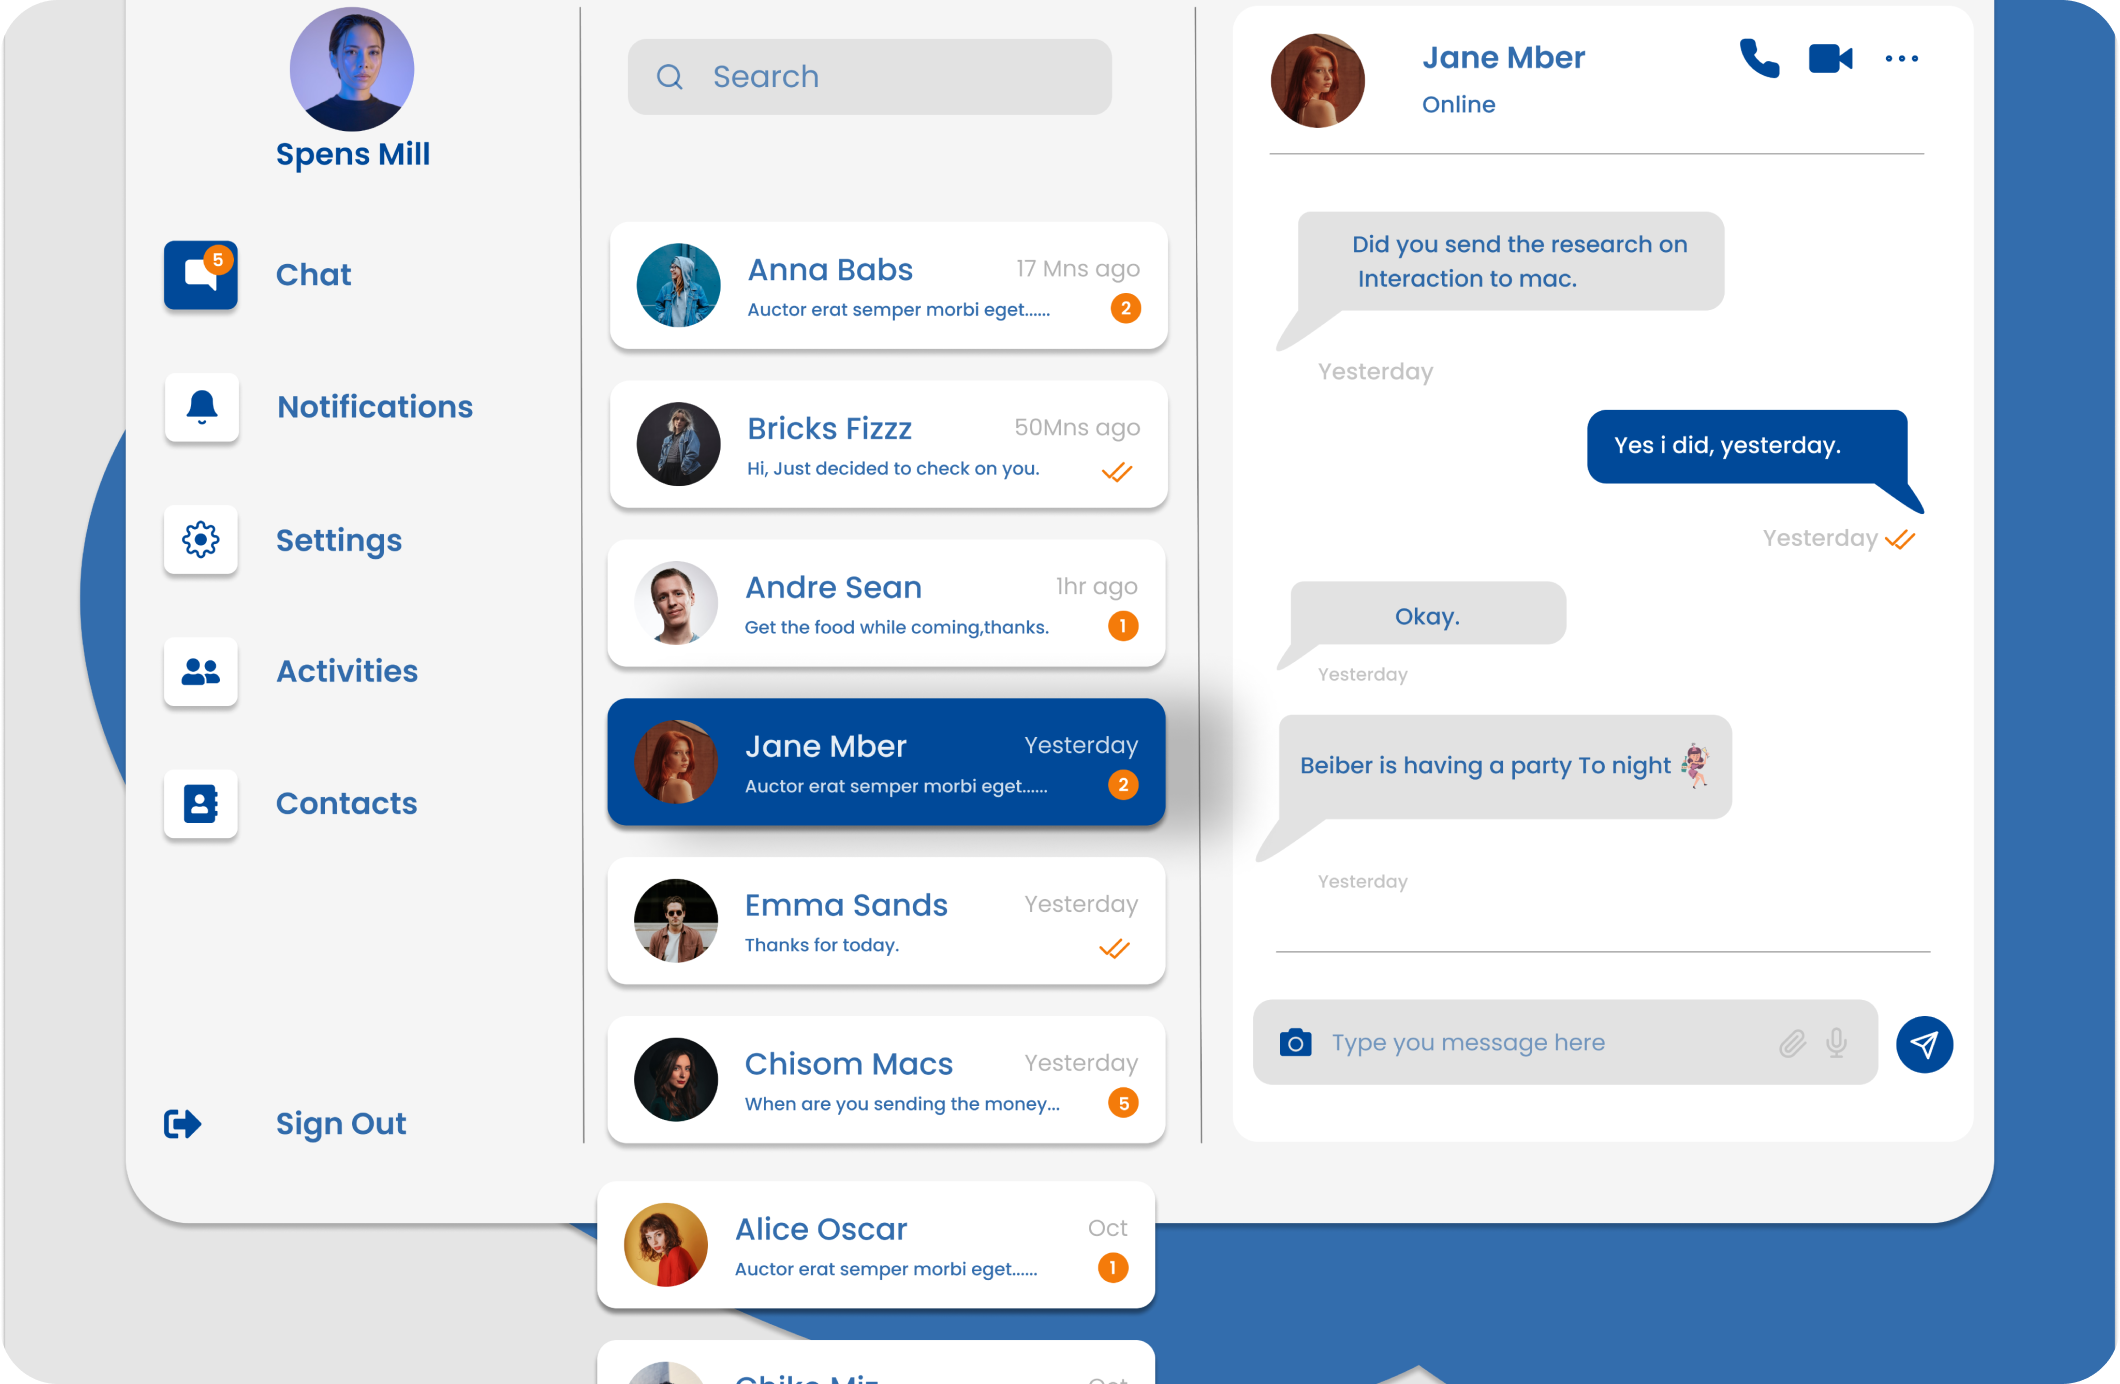 Spens Mill
5
Chat
Notifications
Settings
Activities
Contacts
Sign Out
Search
Anna Babs
17 Mns ago
Auctor erat semper morbi eget......
2
Bricks Fizzz
50Mns ago
Hi, Just decided to check on you.
Andre Sean
1hr ago
Get the food while coming,thanks.
1
Jane Mber
Yesterday
Auctor erat semper morbi eget......
2
Emma Sands
Yesterday
Thanks for today.
Chisom Macs
Yesterday
When are you sending the money...
5
Alice Oscar
Oct
Auctor erat semper morbi eget......
1
Chike Miz
Oct
Jane Mber
Online
Did you send the research on
Interaction to mac.
Yesterday
Yes i did, yesterday.
Yesterday
Okay.
Yesterday
Beiber is having a party To night
Yesterday
Type you message here